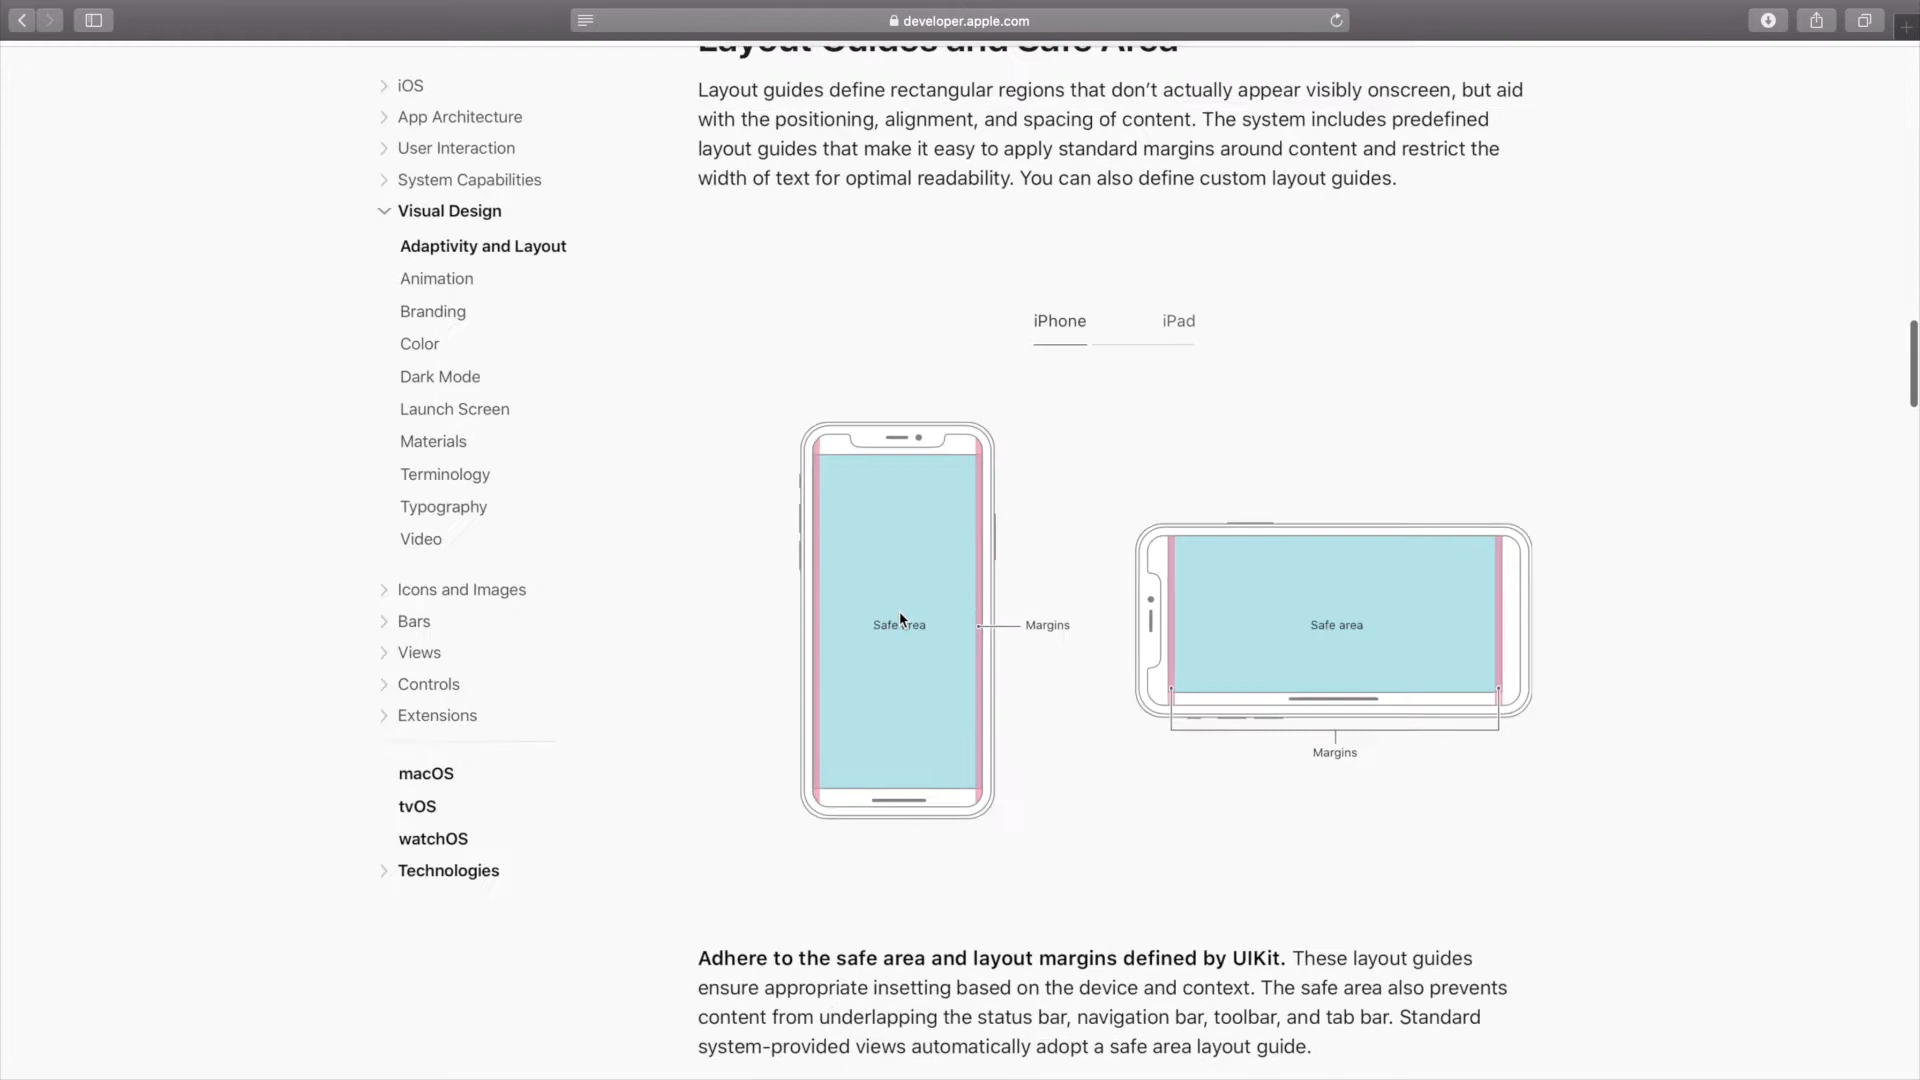 developer.apple.com
Layout Guides and Safe Area
iOS
App Architecture
User Interaction
System Capabilities
Visual Design
Adaptivity and Layout
Animation
Branding
Color
Dark Mode
Launch Screen
Materials
Terminology
Typography
Video
Icons and Images
Bars
Views
Controls
Extensions
macOS
tvOS
watchOS
Technologies
Layout guides define rectangular regions that don’t actually appear visibly onscreen, but aid
with the positioning, alignment, and spacing of content. The system includes predefined
layout guides that make it easy to apply standard margins around content and restrict the
width of text for optimal readability. You can also define custom layout guides.
iPhone
iPad
Safe area
Margins
Safe area
Margins
Adhere to the safe area and layout margins defined by UIKit. These layout guides
ensure appropriate insetting based on the device and context. The safe area also prevents
content from underlapping the status bar, navigation bar, toolbar, and tab bar. Standard
system-provided views automatically adopt a safe area layout guide.